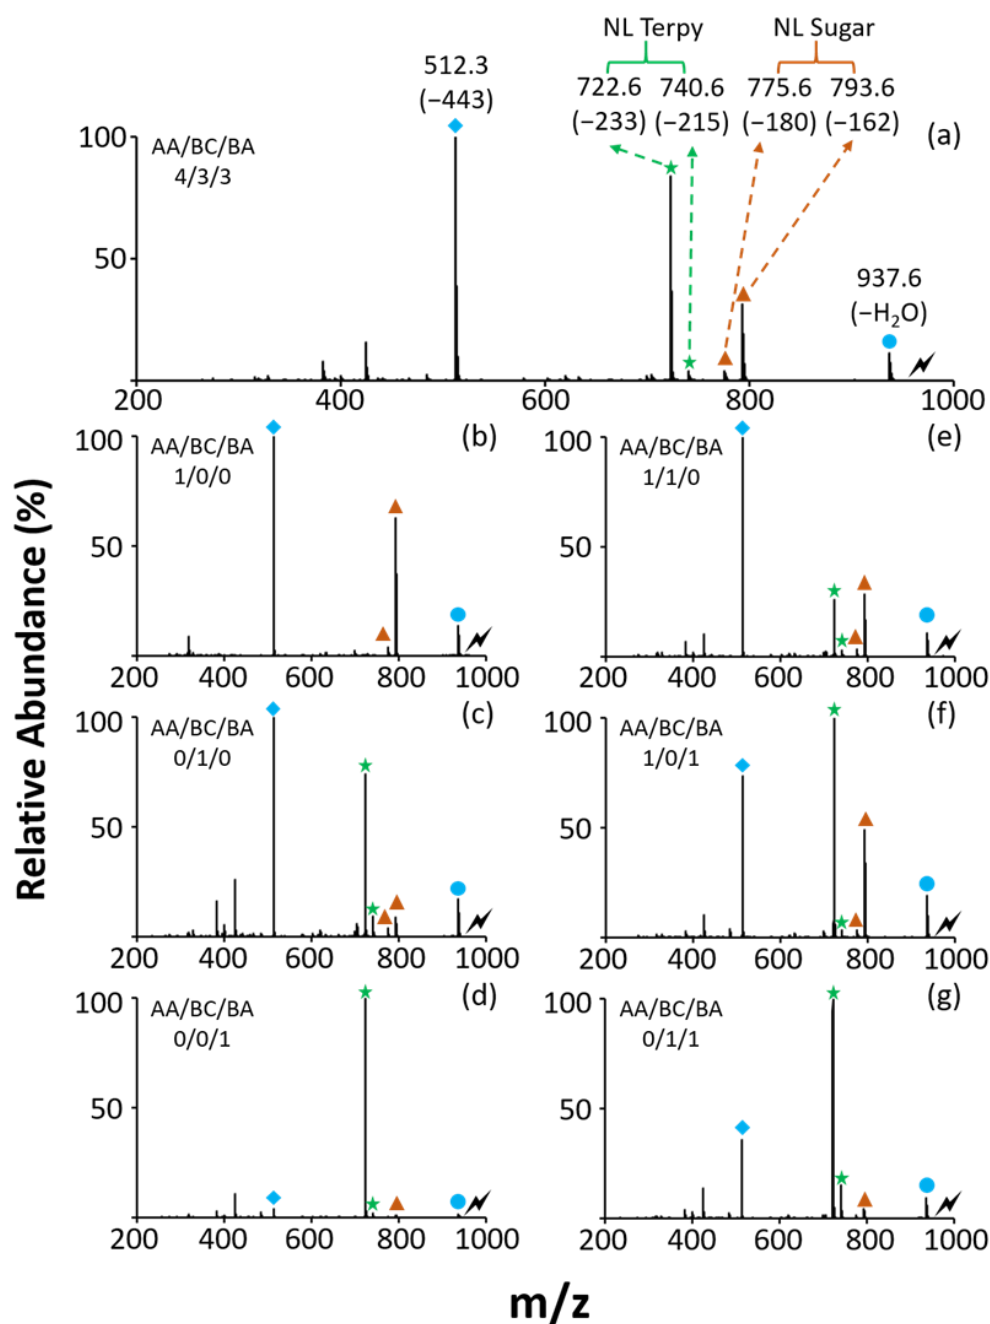 NL Terpy NL Sugar
512.3 722.6 740.6 775.6 793.6
(−443) (−233) (−215) (−180) (−162)
(a)
100
AA/BC/BA
4/3/3
50
937.6
(−H₂O)
200 400 600 800 1000
(b)
100
AA/BC/BA
1/0/0
50
200 400 600 800 1000
(e)
100
AA/BC/BA
1/1/0
50
200 400 600 800 1000
(c)
100
AA/BC/BA
0/1/0
50
200 400 600 800 1000
(f)
100
AA/BC/BA
1/0/1
50
200 400 600 800 1000
(d)
100
AA/BC/BA
0/0/1
50
200 400 600 800 1000
(g)
100
AA/BC/BA
0/1/1
50
200 400 600 800 1000
Relative Abundance (%)
m/z